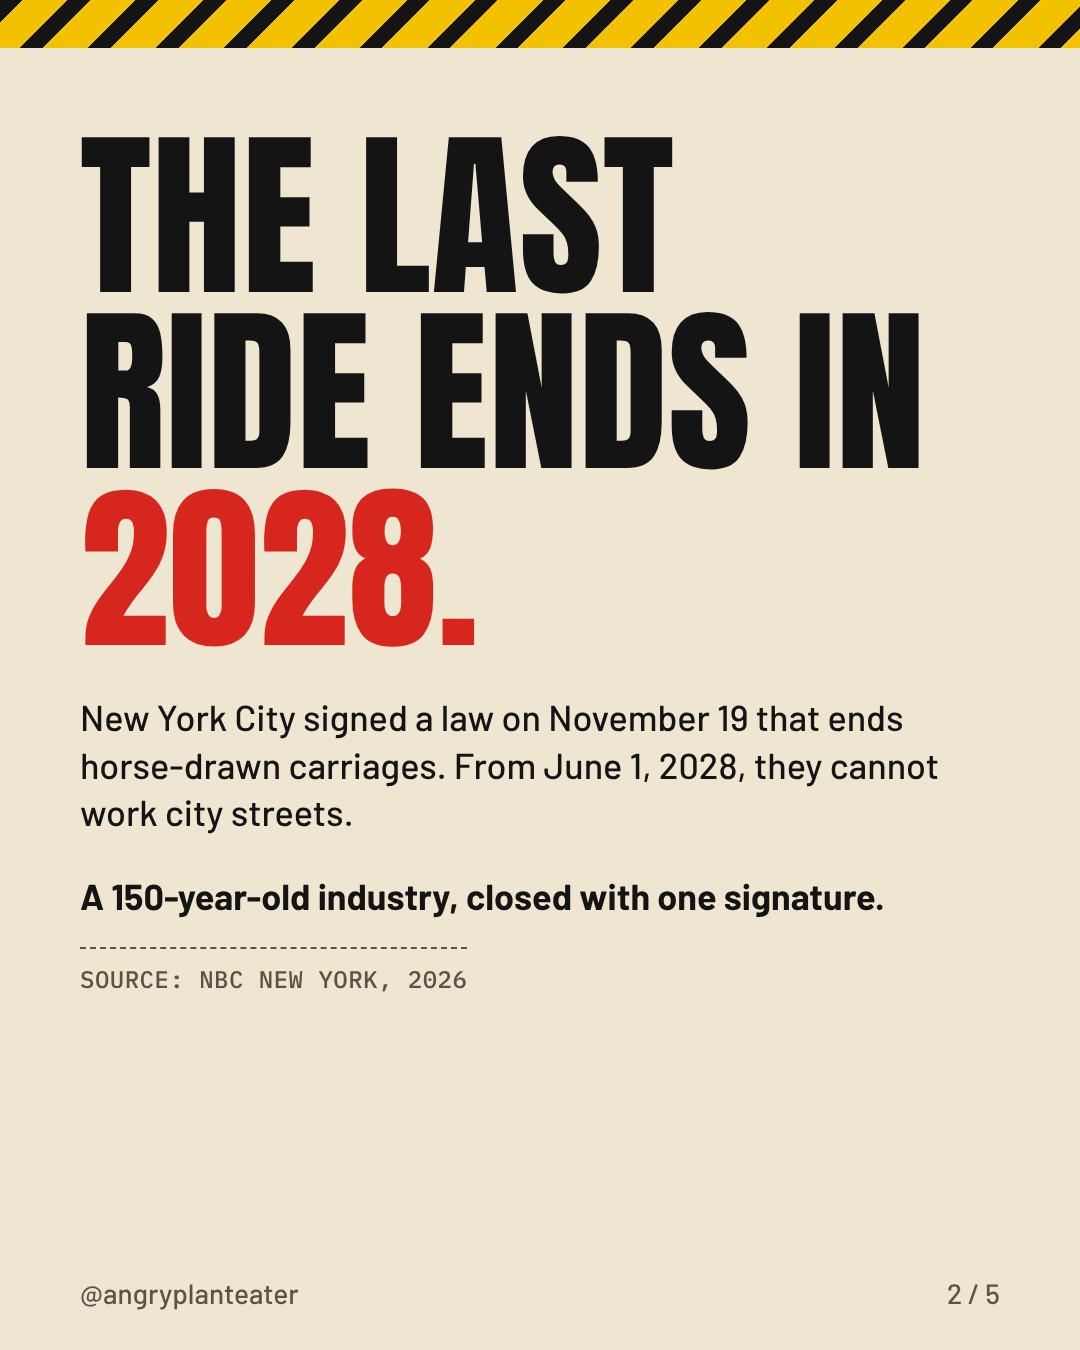 THE LAST
RIDE ENDS IN
2028.
New York City signed a law on November 19 that ends
horse-drawn carriages. From June 1, 2028, they cannot
work city streets.
A 150-year-old industry, closed with one signature.
SOURCE: NBC NEW YORK, 2026
@angryplanteater
2 / 5